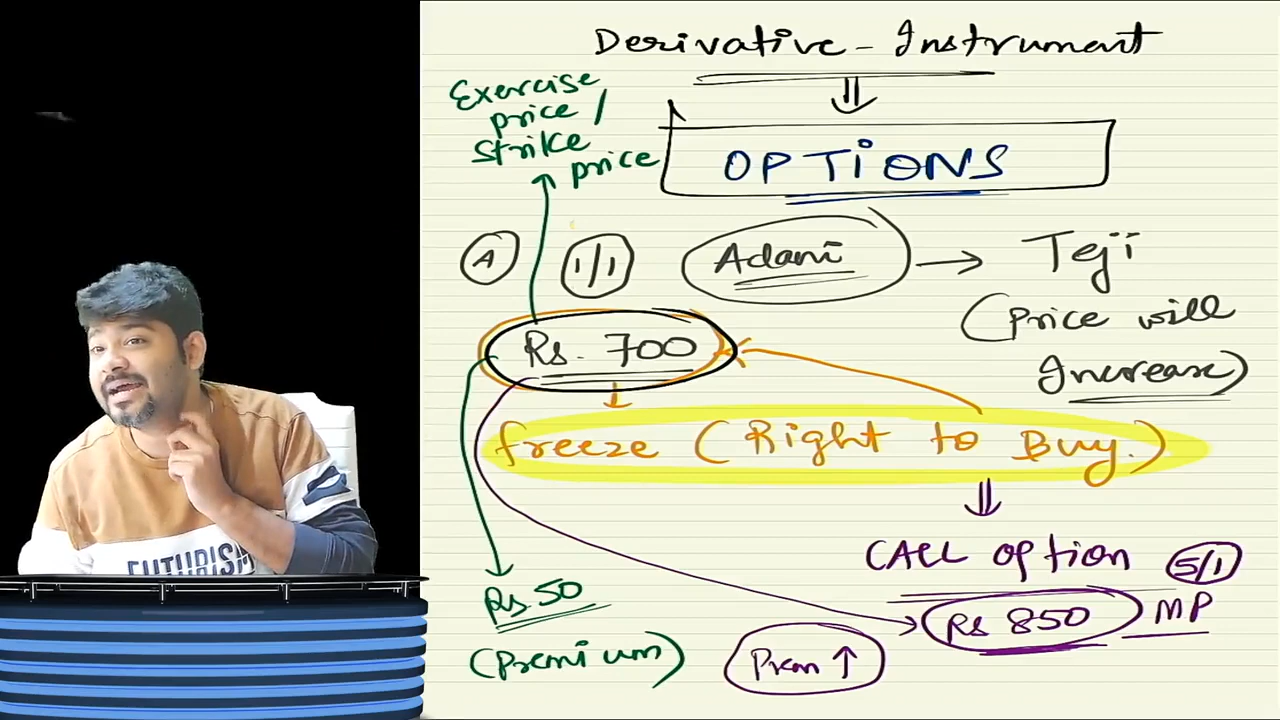 Derivative - Instrument
⇓
OPTIONS
Exercise
price /
strike
price
A
1/1
Adani → Teji
(Price will
Increase)
Rs. 700
freeze (Right to Buy.)
⇓
CALL option
5/1
Rs 850 MP
Rs. 50
(Premium)
Prem ↑
FUTURISM